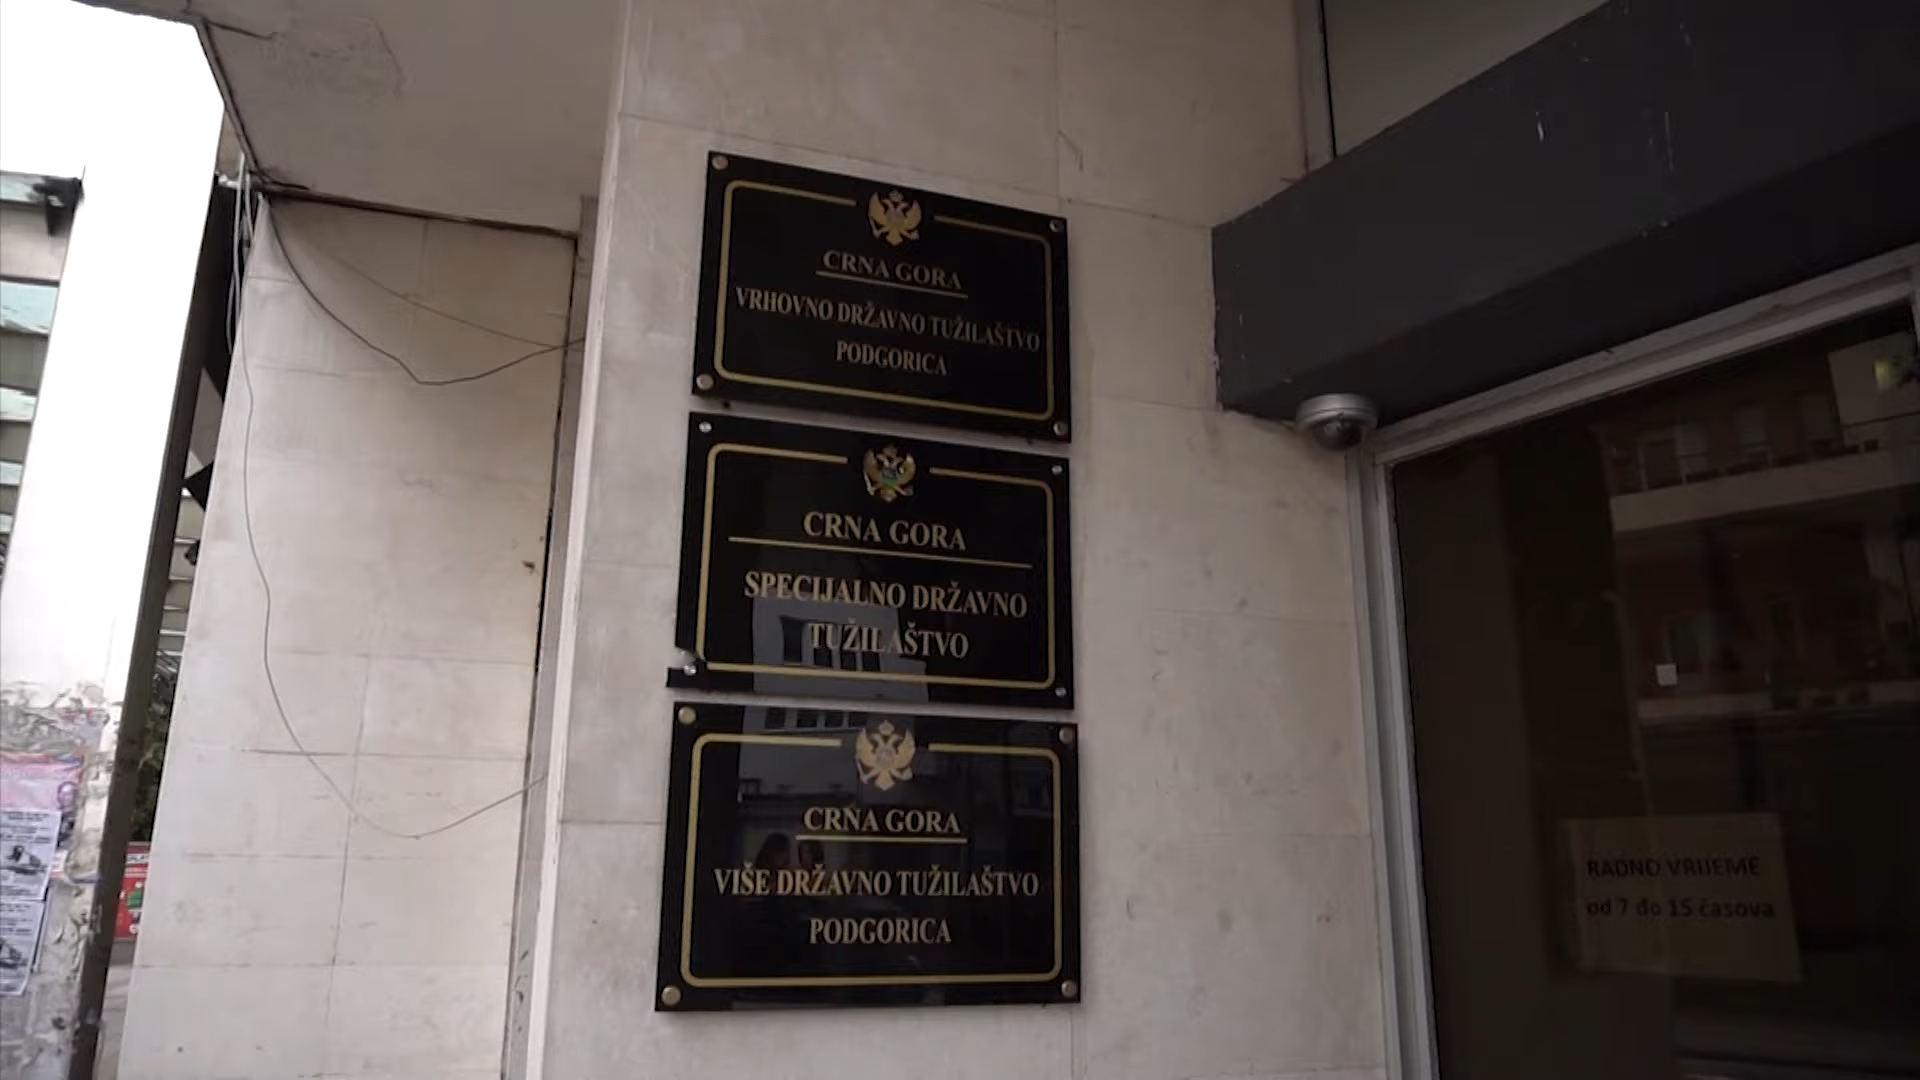 CRNA GORA
VRHOVNO DRŽAVNO TUŽILAŠTVO
PODGORICA
CRNA GORA
SPECIJALNO DRŽAVNO
TUŽILAŠTVO
CRNA GORA
VIŠE DRŽAVNO TUŽILAŠTVO
PODGORICA
RADNO VRIJEME
od 7 do 15 časova